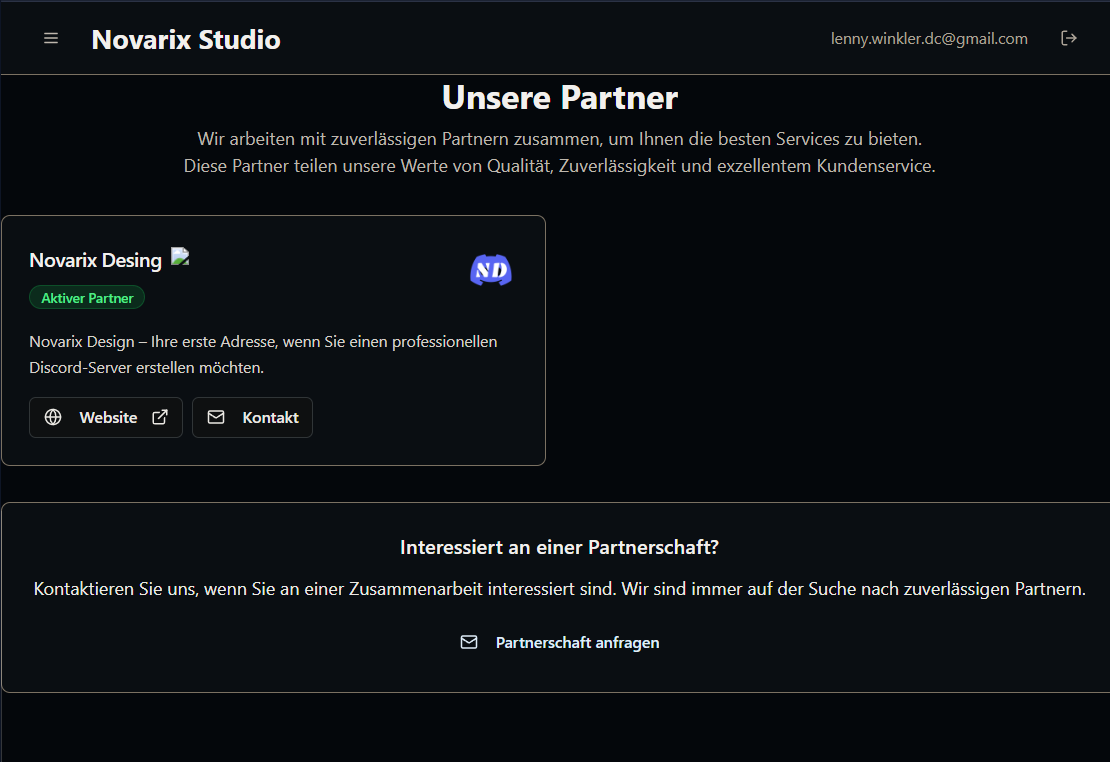 Novarix Studio
lenny.winkler.dc@gmail.com
Unsere Partner
Wir arbeiten mit zuverlässigen Partnern zusammen, um Ihnen die besten Services zu bieten.
Diese Partner teilen unsere Werte von Qualität, Zuverlässigkeit und exzellentem Kundenservice.
Novarix Desing
ND
Aktiver Partner
Novarix Design – Ihre erste Adresse, wenn Sie einen professionellen
Discord-Server erstellen möchten.
Website
Kontakt
Interessiert an einer Partnerschaft?
Kontaktieren Sie uns, wenn Sie an einer Zusammenarbeit interessiert sind. Wir sind immer auf der Suche nach zuverlässigen Partnern.
Partnerschaft anfragen